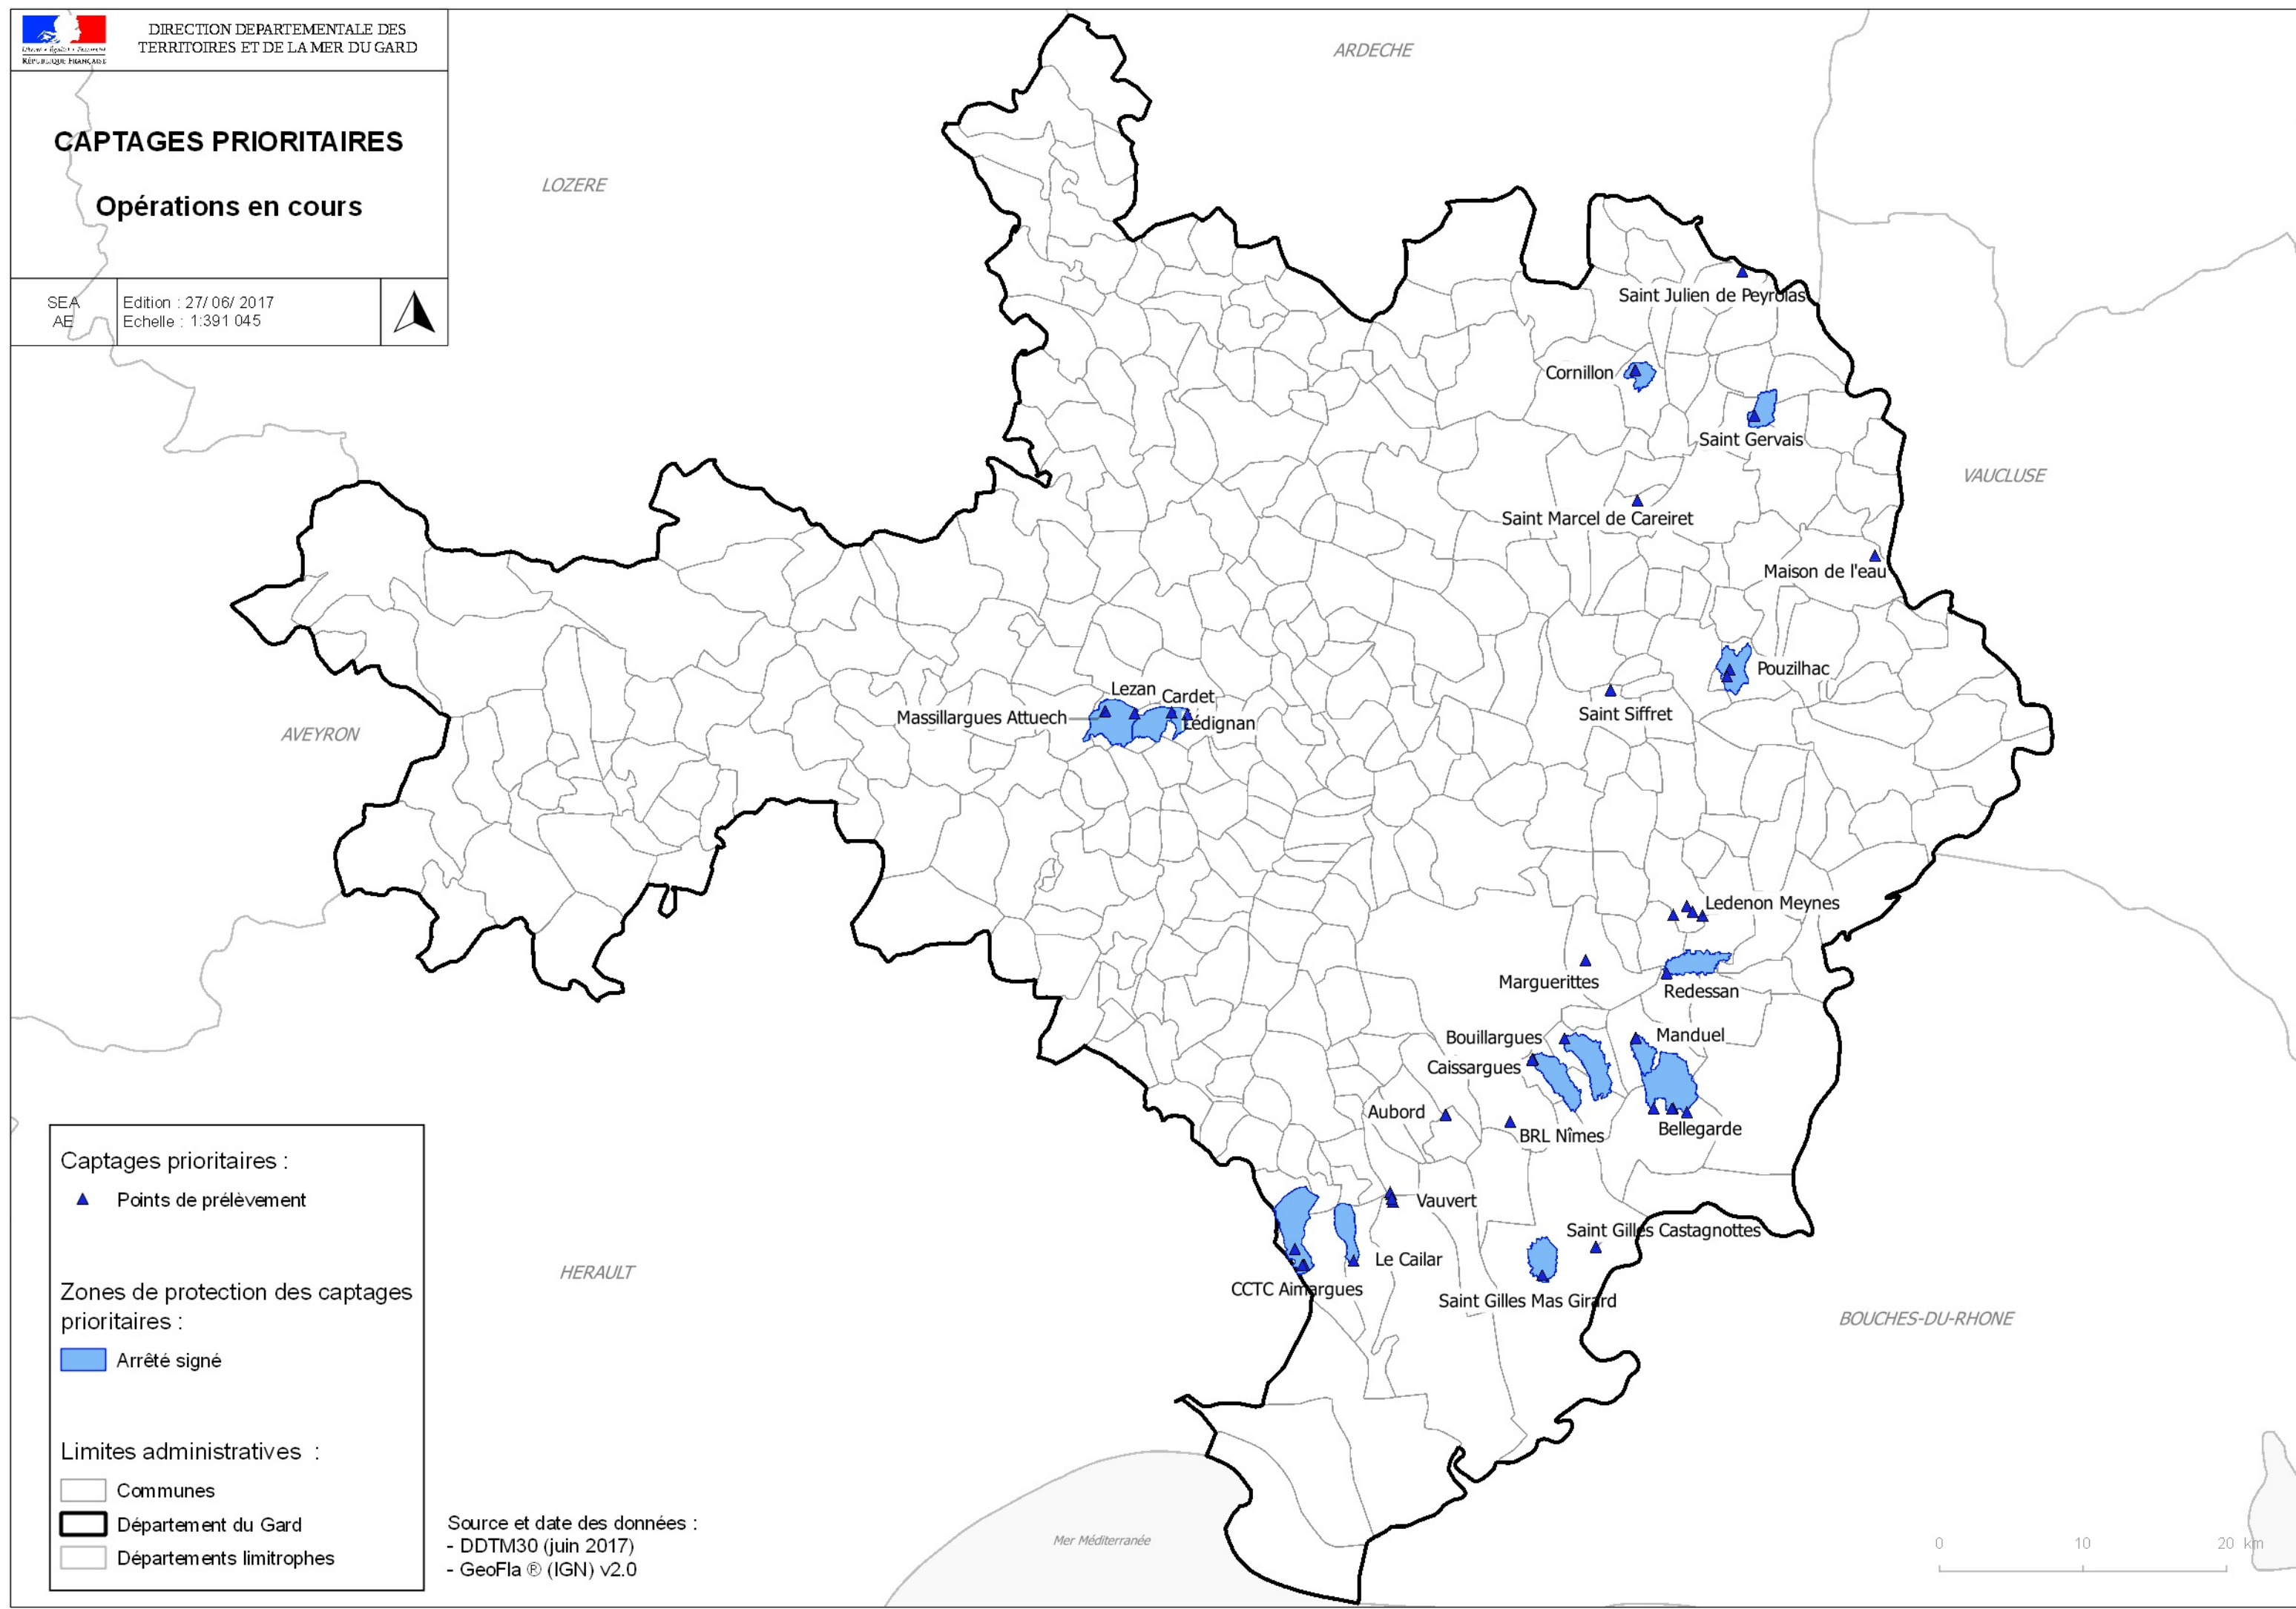 DIRECTION DEPARTEMENTALE DES
TERRITOIRES ET DE LA MER DU GARD
RÉPUBLIQUE FRANÇAISE
CAPTAGES PRIORITAIRES
Opérations en cours
SEA
AE
Edition : 27/ 06/ 2017
Echelle : 1:391 045
ARDECHE
LOZERE
Saint Julien de Peyrolas
Cornillon
Saint Gervais
VAUCLUSE
Saint Marcel de Careiret
Maison de l'eau
Pouzilhac
Lezan
Cardet
Massillargues Attuech
Lédignan
Saint Siffret
AVEYRON
Ledenon Meynes
Marguerittes
Redessan
Bouillargues
Manduel
Caissargues
Aubord
BRL Nîmes
Bellegarde
Vauvert
Saint Gilles Castagnottes
Le Cailar
HERAULT
CCTC Aimargues
Saint Gilles Mas Girard
BOUCHES-DU-RHONE
Captages prioritaires :
Points de prélèvement
Zones de protection des captages
prioritaires :
Arrêté signé
Limites administratives :
Communes
Département du Gard
Départements limitrophes
Source et date des données :
- DDTM30 (juin 2017)
- GeoFla ® (IGN) v2.0
Mer Méditerranée
0 10 20 km